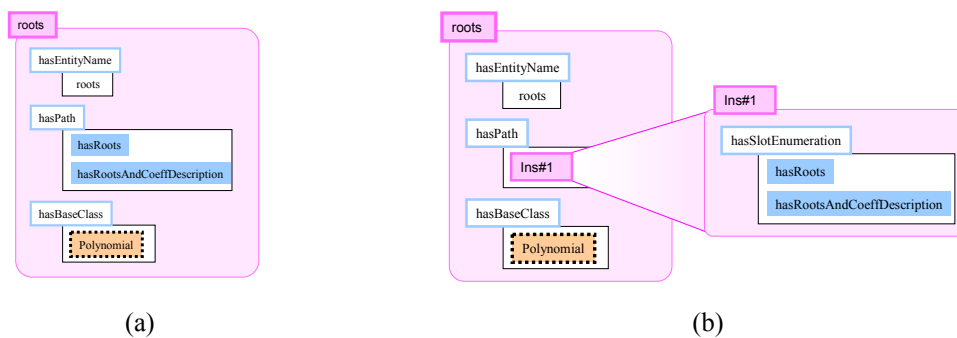 roots
hasEntityName
roots
hasPath
hasRoots
hasRootsAndCoeffDescription
hasBaseClass
Polynomial
(a)
roots
hasEntityName
roots
hasPath
Ins#1
hasBaseClass
Polynomial
Ins#1
hasSlotEnumeration
hasRoots
hasRootsAndCoeffDescription
(b)